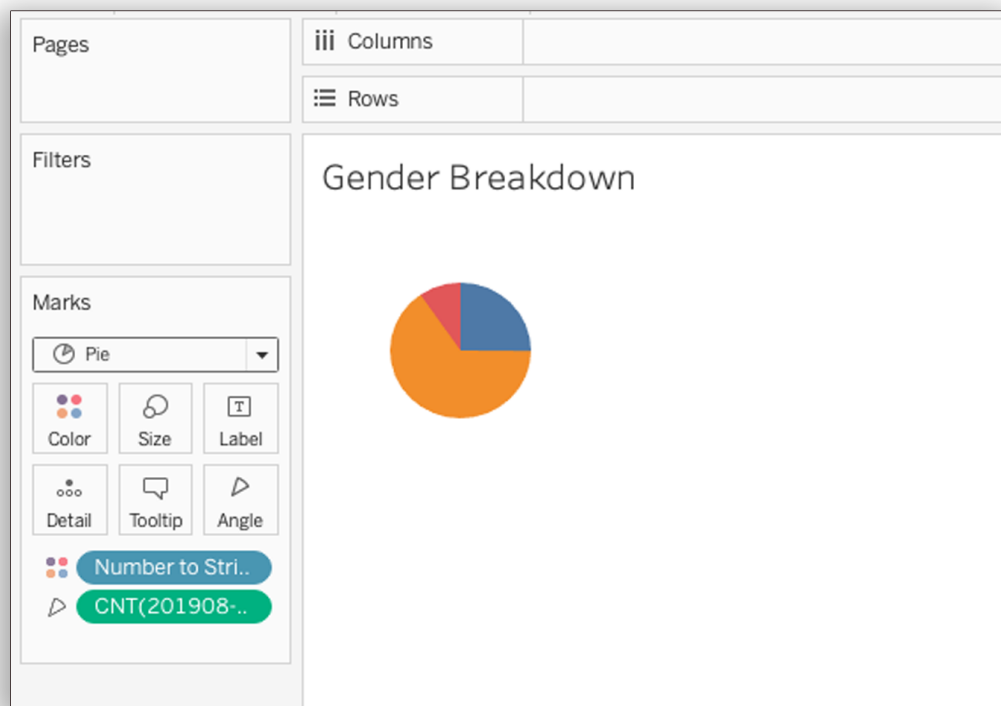 Pages
Columns
Rows
Filters
Gender Breakdown
Marks
Pie
Color
Size
T
Label
Detail
Tooltip
Angle
Number to Stri..
CNT(201908-..